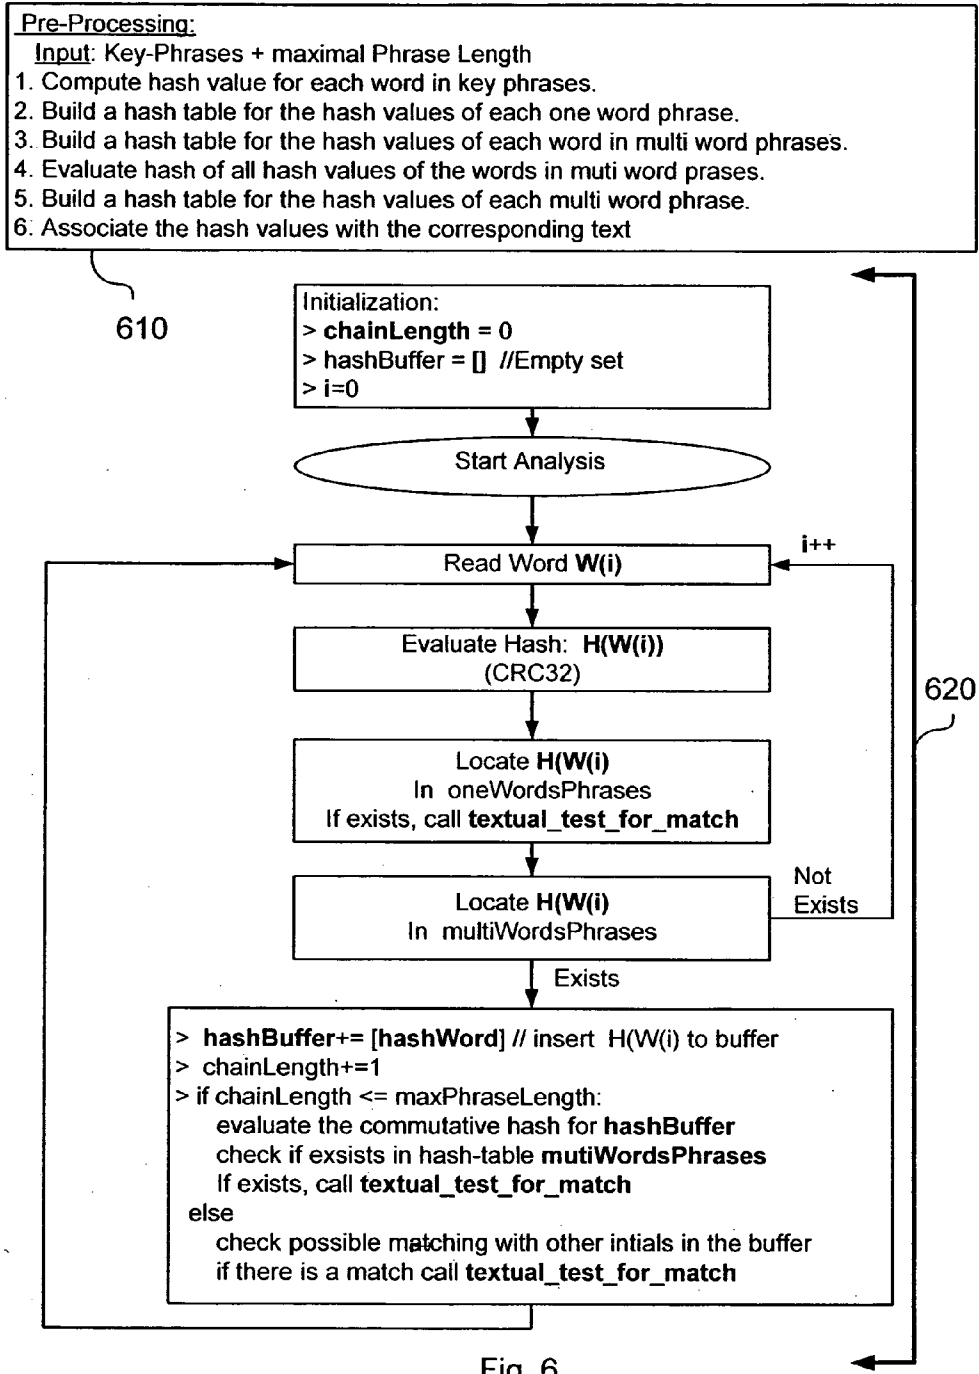 Pre-Processing:
Input: Key-Phrases + maximal Phrase Length
1. Compute hash value for each word in key phrases.
2. Build a hash table for the hash values of each one word phrase.
3. Build a hash table for the hash values of each word in multi word phrases.
4. Evaluate hash of all hash values of the words in muti word prases.
5. Build a hash table for the hash values of each multi word phrase.
6. Associate the hash values with the corresponding text
610
Initialization:
> chainLength = 0
> hashBuffer = [] //Empty set
> i=0
Start Analysis
i++
Read Word W(i)
Evaluate Hash: H(W(i))
(CRC32)
620
Locate H(W(i)
In oneWordsPhrases
If exists, call textual_test_for_match
Locate H(W(i)
In multiWordsPhrases
Not
Exists
Exists
> hashBuffer+= [hashWord] // insert H(W(i) to buffer
> chainLength+=1
> if chainLength <= maxPhraseLength:
evaluate the commutative hash for hashBuffer
check if exsists in hash-table mutiWordsPhrases
If exists, call textual_test_for_match
else
check possible matching with other intials in the buffer
if there is a match call textual_test_for_match
Fig. 6